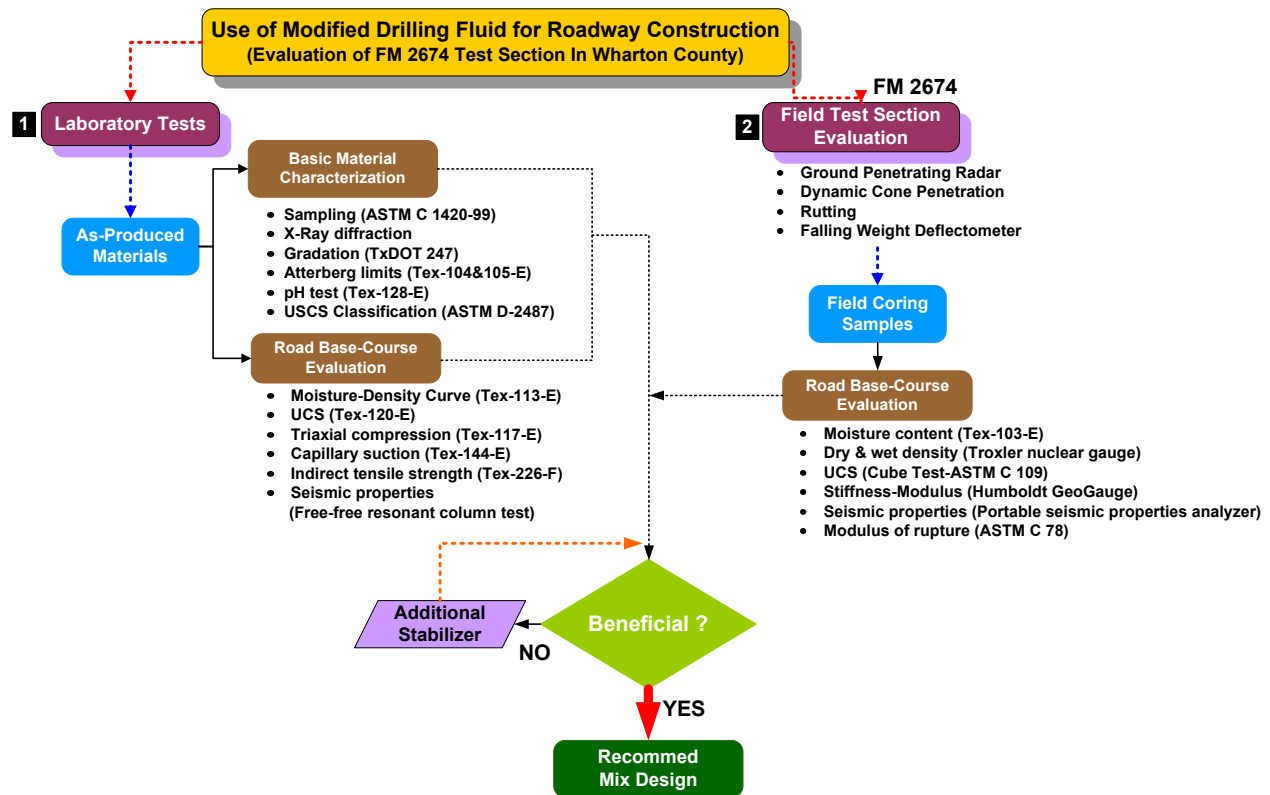 Use of Modified Drilling Fluid for Roadway Construction
(Evaluation of FM 2674 Test Section In Wharton County)
1
Laboratory Tests
As-Produced
Materials
Basic Material
Characterization
• Sampling (ASTM C 1420-99)
• X-Ray diffraction
• Gradation (TxDOT 247)
• Atterberg limits (Tex-104&105-E)
• pH test (Tex-128-E)
• USCS Classification (ASTM D-2487)
Road Base-Course
Evaluation
• Moisture-Density Curve (Tex-113-E)
• UCS (Tex-120-E)
• Triaxial compression (Tex-117-E)
• Capillary suction (Tex-144-E)
• Indirect tensile strength (Tex-226-F)
• Seismic properties
(Free-free resonant column test)
FM 2674
2
Field Test Section
Evaluation
• Ground Penetrating Radar
• Dynamic Cone Penetration
• Rutting
• Falling Weight Deflectometer
Field Coring
Samples
Road Base-Course
Evaluation
• Moisture content (Tex-103-E)
• Dry & wet density (Troxler nuclear gauge)
• UCS (Cube Test-ASTM C 109)
• Stiffness-Modulus (Humboldt GeoGauge)
• Seismic properties (Portable seismic properties analyzer)
• Modulus of rupture (ASTM C 78)
Additional
Stabilizer
NO
Beneficial ?
YES
Recommed
Mix Design